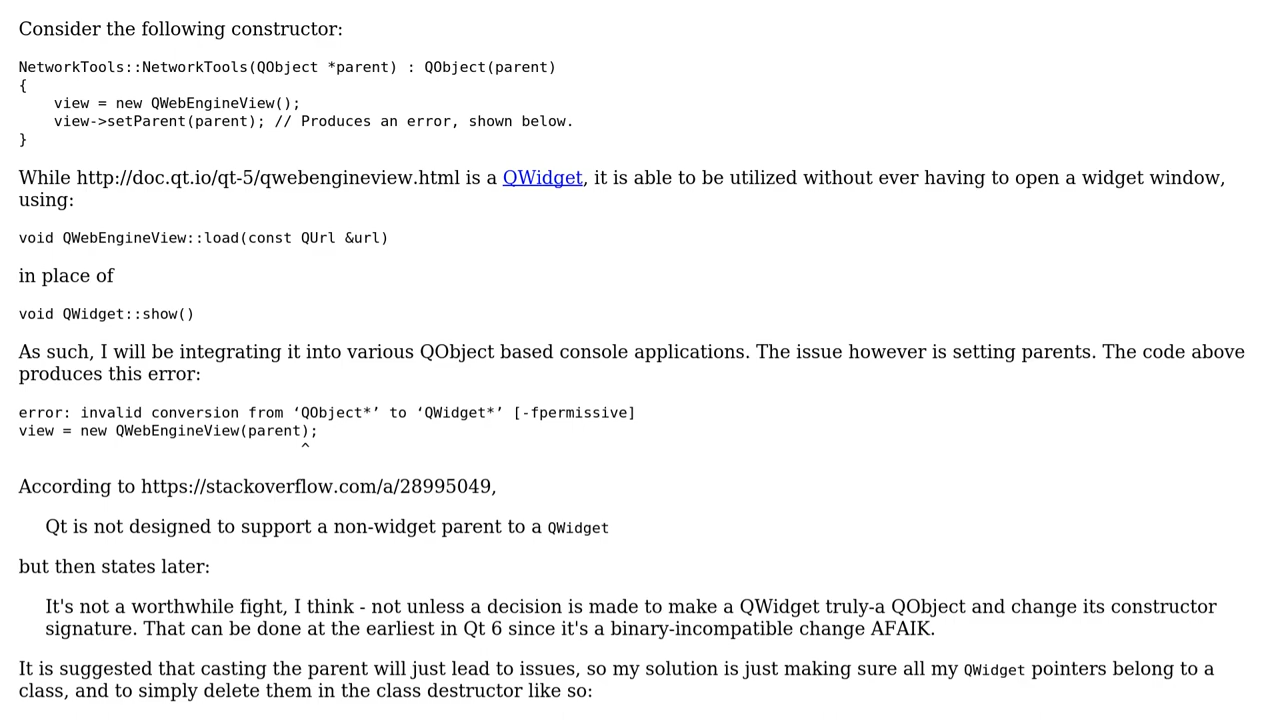 Consider the following constructor:
NetworkTools::NetworkTools(QObject *parent) : QObject(parent)
{
    view = new QWebEngineView();
    view->setParent(parent); // Produces an error, shown below.
}
While http://doc.qt.io/qt-5/qwebengineview.html is a QWidget, it is able to be utilized without ever having to open a widget window,
using:
void QWebEngineView::load(const QUrl &url)
in place of
void QWidget::show()
As such, I will be integrating it into various QObject based console applications. The issue however is setting parents. The code above
produces this error:
error: invalid conversion from ‘QObject*’ to ‘QWidget*’ [-fpermissive]
view = new QWebEngineView(parent);
                                ^
According to https://stackoverflow.com/a/28995049,
Qt is not designed to support a non-widget parent to a QWidget
but then states later:
It's not a worthwhile fight, I think - not unless a decision is made to make a QWidget truly-a QObject and change its constructor
signature. That can be done at the earliest in Qt 6 since it's a binary-incompatible change AFAIK.
It is suggested that casting the parent will just lead to issues, so my solution is just making sure all my QWidget pointers belong to a
class, and to simply delete them in the class destructor like so: